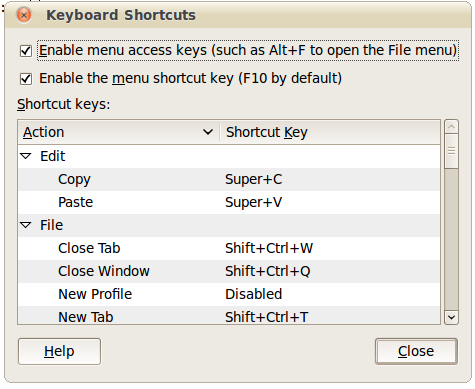 Keyboard Shortcuts
Enable menu access keys (such as Alt+F to open the File menu)
Enable the menu shortcut key (F10 by default)
Shortcut keys:
Action Shortcut Key
Edit
Copy Super+C
Paste Super+V
File
Close Tab Shift+Ctrl+W
Close Window Shift+Ctrl+Q
New Profile Disabled
New Tab Shift+Ctrl+T
Help Close